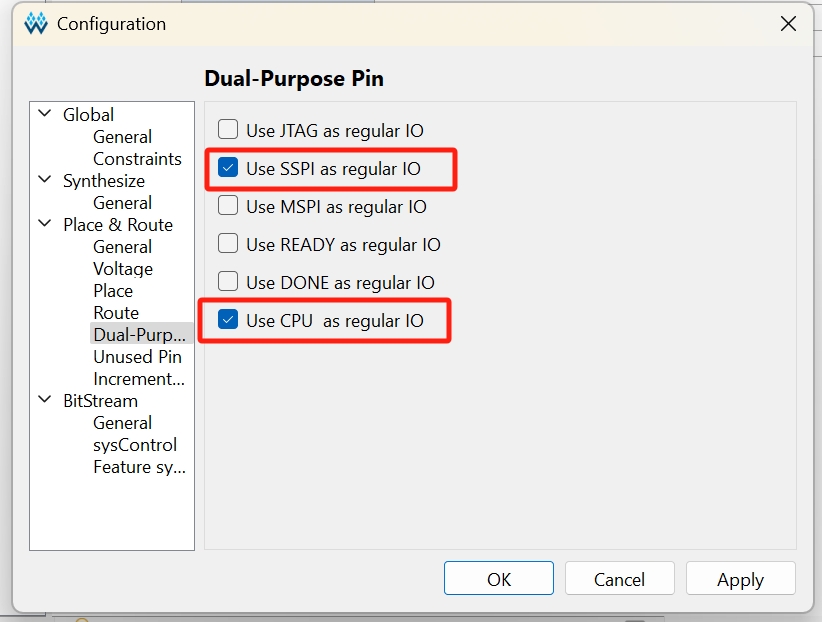 Configuration
Dual-Purpose Pin
Global
General
Constraints
Synthesize
General
Place & Route
General
Voltage
Place
Route
Dual-Purp...
Unused Pin
Increment...
BitStream
General
sysControl
Feature sy...
Use JTAG as regular IO
Use SSPI as regular IO
Use MSPI as regular IO
Use READY as regular IO
Use DONE as regular IO
Use CPU  as regular IO
OK
Cancel
Apply